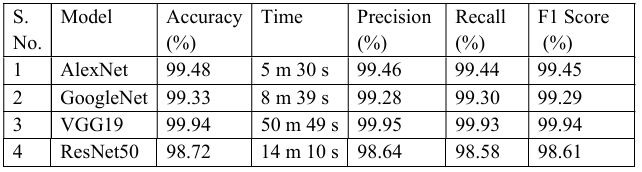 S. No. Model Accuracy (%) Time Precision (%) Recall (%) F1 Score (%)
1 AlexNet 99.48 5 m 30 s 99.46 99.44 99.45
2 GoogleNet 99.33 8 m 39 s 99.28 99.30 99.29
3 VGG19 99.94 50 m 49 s 99.95 99.93 99.94
4 ResNet50 98.72 14 m 10 s 98.64 98.58 98.61